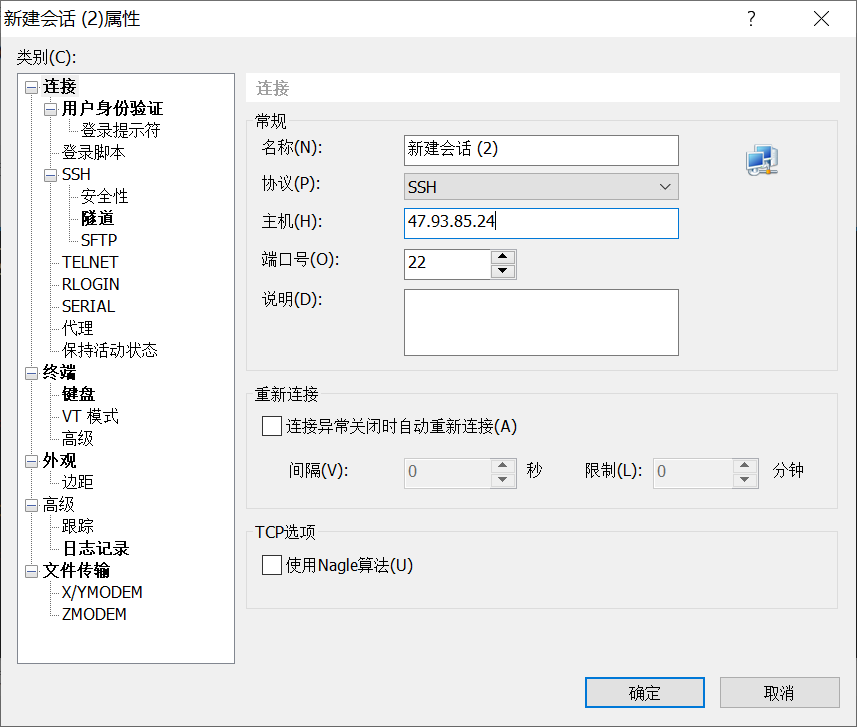 新建会话 (2)属性
?
类别(C):
连接
用户身份验证
登录提示符
登录脚本
SSH
安全性
隧道
SFTP
TELNET
RLOGIN
SERIAL
代理
保持活动状态
终端
键盘
VT 模式
高级
外观
边距
高级
跟踪
日志记录
文件传输
X/YMODEM
ZMODEM
连接
常规
名称(N): 新建会话 (2)
协议(P): SSH
主机(H): 47.93.85.24
端口号(O): 22
说明(D):
重新连接
连接异常关闭时自动重新连接(A)
间隔(V): 0 秒 限制(L): 0 分钟
TCP选项
使用Nagle算法(U)
确定 取消